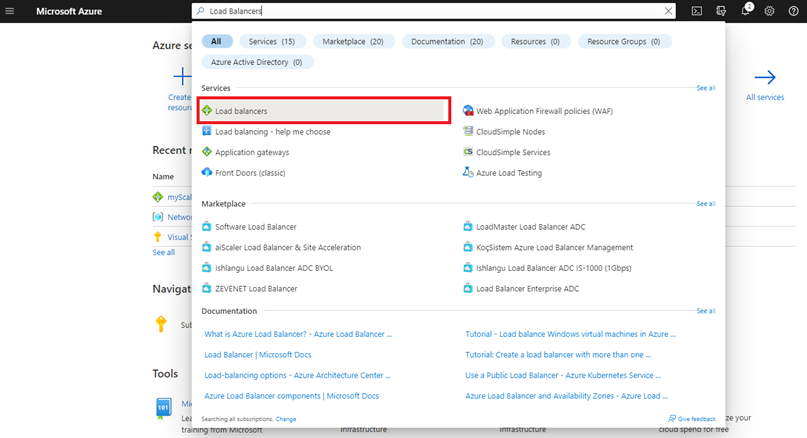 Microsoft Azure
Load Balancers
2
Azure se
All Services (15) Marketplace (20) Documentation (20) Resources (0) Resource Groups (0)
Azure Active Directory (0)
Services See all
Load balancers Web Application Firewall policies (WAF)
Load balancing - help me choose CloudSimple Nodes
Application gateways CloudSimple Services
Front Doors (classic) Azure Load Testing
Create
resou
All services
Recent r
Name
myScal
Networ
Visual S
See all
Marketplace See all
Software Load Balancer LoadMaster Load Balancer ADC
aiScaler Load Balancer & Site Acceleration KoçSistem Azure Load Balancer Management
Ishlangu Load Balancer ADC BYOL Ishlangu Load Balancer ADC IS-1000 (1Gbps)
ZEVENET Load Balancer Load Balancer Enterprise ADC
Navigat
Sub
Documentation See all
What is Azure Load Balancer? - Azure Load Balancer ... Tutorial - Load balance Windows virtual machines in Azure ...
Load Balancer | Microsoft Docs Tutorial: Create a load balancer with more than one ...
Load-balancing options - Azure Architecture Center ... Use a Public Load Balancer - Azure Kubernetes Service ...
Azure Load Balancer components | Microsoft Docs Azure Load Balancer and Availability Zones - Azure Load ...
Searching all subscriptions. Change Give feedback
Tools
101
Mic
Lea
training from Microsoft infrastructure infrastructure cloud spend for free
ze your